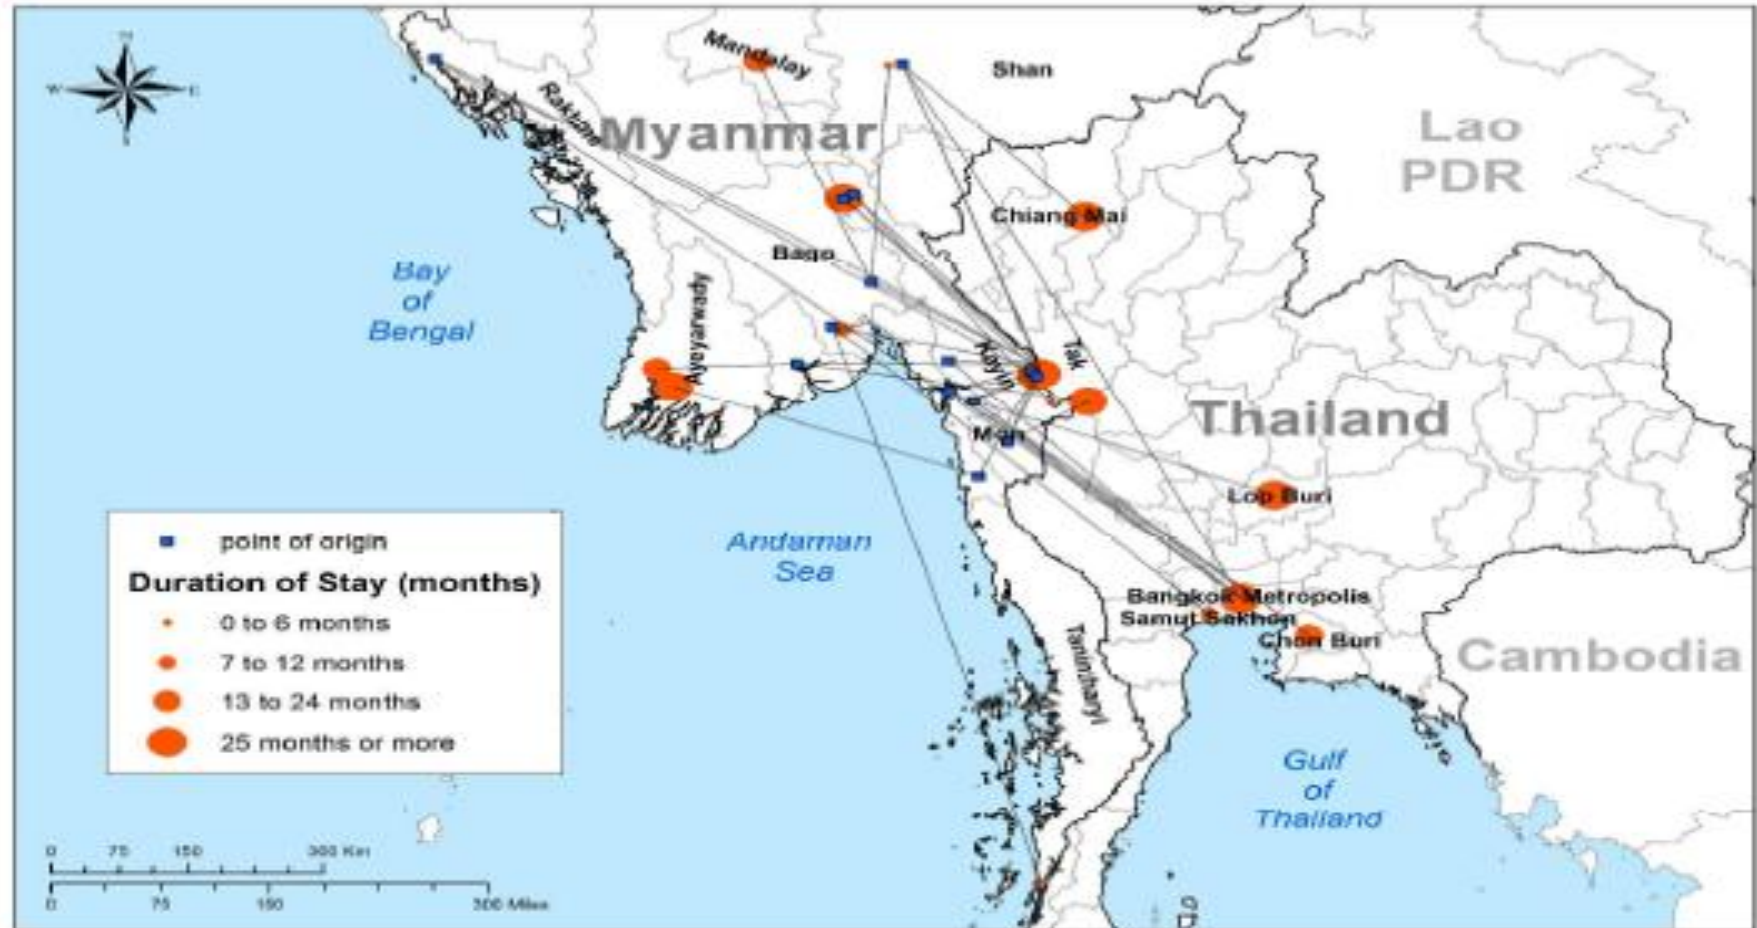 N
W
E
Mandalay
Shan
Rakhine
Myanmar
Lao
PDR
Chiang Mai
Bago
Bay
of
Bengal
Ayeyarwady
Kayin
Tak
Thailand
Mon
Lop Buri
Andaman
Sea
Bangkok Metropolis
Samut Sakhon
Chon Buri
Cambodia
Tanintharyi
Gulf
of
Thailand
point of origin
Duration of Stay (months)
0 to 6 months
7 to 12 months
13 to 24 months
25 months or more
0 75 150 300 Km
0 75 150 300 Miles